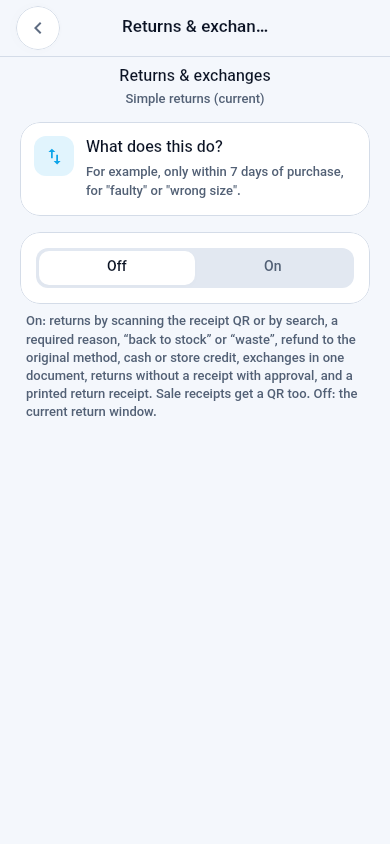 Returns & exchan…
Returns & exchanges
Simple returns (current)
What does this do?
For example, only within 7 days of purchase,
for "faulty" or "wrong size".
Off
On
On: returns by scanning the receipt QR or by search, a
required reason, “back to stock” or “waste”, refund to the
original method, cash or store credit, exchanges in one
document, returns without a receipt with approval, and a
printed return receipt. Sale receipts get a QR too. Off: the
current return window.